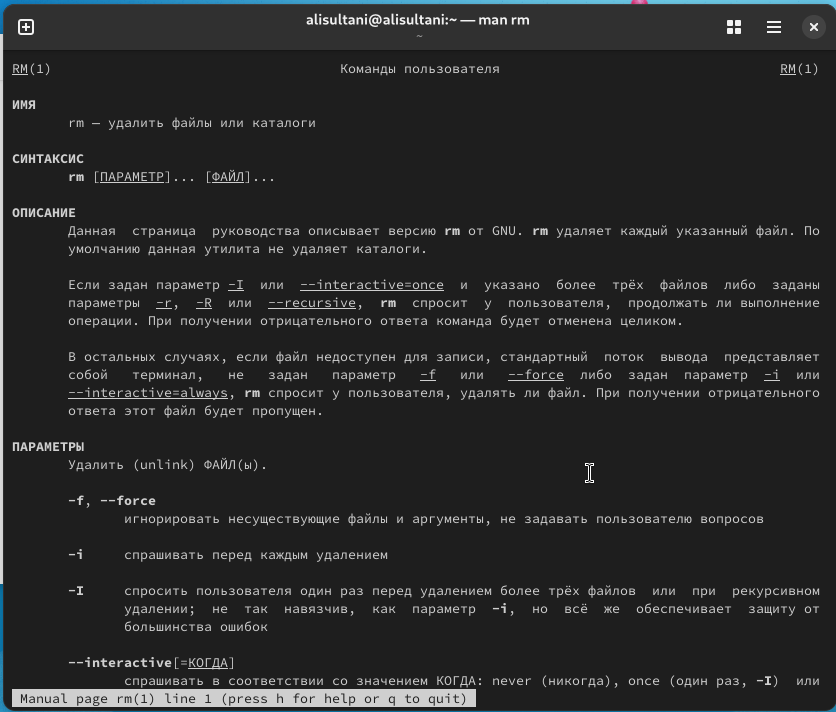 alisultani@alisultani:~ — man rm
~
RM(1) Команды пользователя RM(1)
ИМЯ
rm — удалить файлы или каталоги
СИНТАКСИС
rm [ПАРАМЕТР]... [ФАЙЛ]...
ОПИСАНИЕ
Данная страница руководства описывает версию rm от GNU. rm удаляет каждый указанный файл. По
умолчанию данная утилита не удаляет каталоги.
Если задан параметр -I или --interactive=once и указано более трёх файлов либо заданы
параметры -r, -R или --recursive, rm спросит у пользователя, продолжать ли выполнение
операции. При получении отрицательного ответа команда будет отменена целиком.
В остальных случаях, если файл недоступен для записи, стандартный поток вывода представляет
собой терминал, не задан параметр -f или --force либо задан параметр -i или
--interactive=always, rm спросит у пользователя, удалять ли файл. При получении отрицательного
ответа этот файл будет пропущен.
ПАРАМЕТРЫ
Удалить (unlink) ФАЙЛ(ы).
-f, --force
игнорировать несуществующие файлы и аргументы, не задавать пользователю вопросов
-i спрашивать перед каждым удалением
-I спросить пользователя один раз перед удалением более трёх файлов или при рекурсивном
удалении; не так навязчив, как параметр -i, но всё же обеспечивает защиту от
большинства ошибок
--interactive[=КОГДА]
спрашивать в соответствии со значением КОГДА: never (никогда), once (один раз, -I) или
Manual page rm(1) line 1 (press h for help or q to quit)